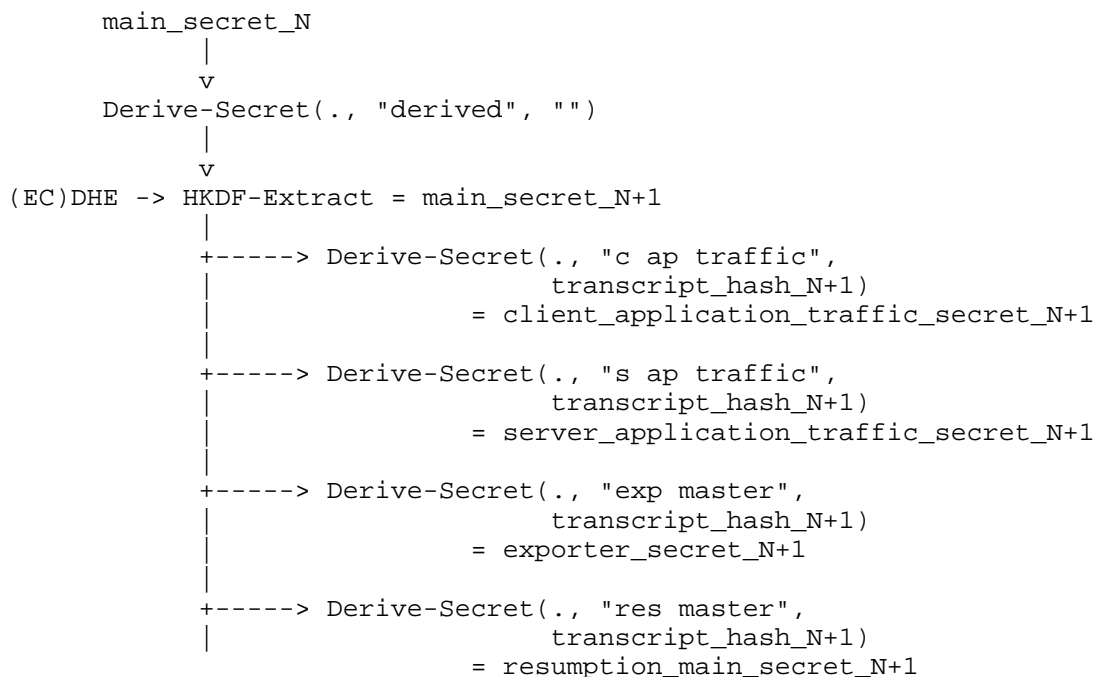 main_secret_N
|
v
Derive-Secret(., "derived", "")
|
v
(EC)DHE -> HKDF-Extract = main_secret_N+1
|
+-----> Derive-Secret(., "c ap traffic",
|                     transcript_hash_N+1)
|                = client_application_traffic_secret_N+1
|
+-----> Derive-Secret(., "s ap traffic",
|                     transcript_hash_N+1)
|                = server_application_traffic_secret_N+1
|
+-----> Derive-Secret(., "exp master",
|                     transcript_hash_N+1)
|                = exporter_secret_N+1
|
+-----> Derive-Secret(., "res master",
|                     transcript_hash_N+1)
= resumption_main_secret_N+1